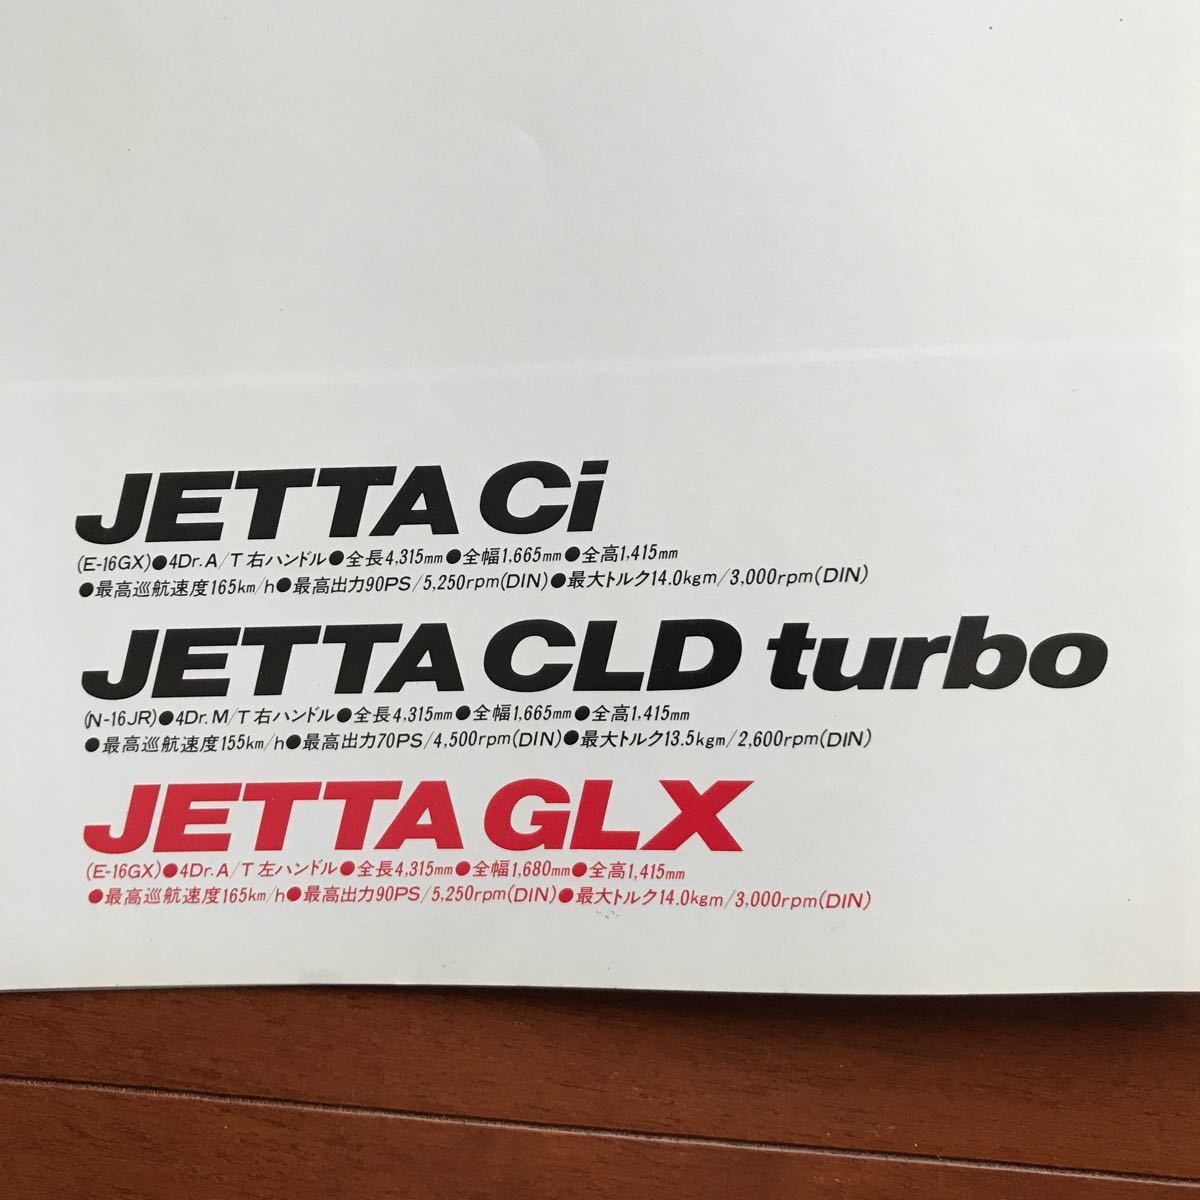 JETTA Ci
(E-16GX)●4Dr.A/T右ハンドル●全長4,315mm●全幅1,665mm●全高1,415mm
●最高巡航速度165km/h●最高出力90PS/5,250rpm(DIN)●最大トルク14.0kgm/3,000rpm(DIN)
JETTA CLD turbo
(N-16JR)●4Dr.M/T右ハンドル●全長4,315mm●全幅1,665mm●全高1,415mm
●最高巡航速度155km/h●最高出力70PS/4,500rpm(DIN)●最大トルク13.5kgm/2,600rpm(DIN)
JETTA GLX
(E-16GX)●4Dr.A/T左ハンドル●全長4,315mm●全幅1,680mm●全高1,415mm
●最高巡航速度165km/h●最高出力90PS/5,250rpm(DIN)●最大トルク14.0kgm/3,000rpm(DIN)